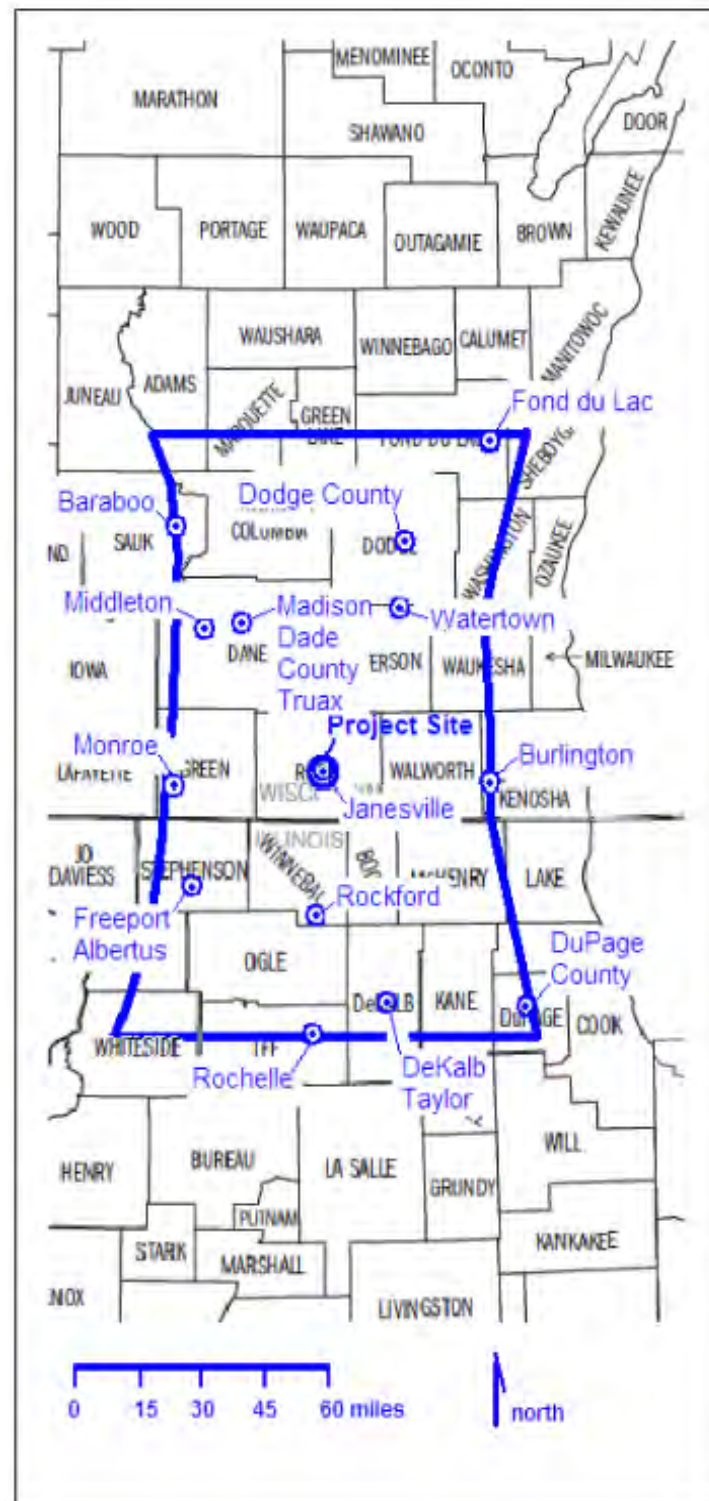 MENOMINEE
OCONTO
MARATHON
DOOR
SHAWANO
KEWAUNEE
WOOD
PORTAGE
WAUPACA
OUTAGAMIE
BROWN
MANITOWOC
WAUSHARA
WINNEBAGO
CALUMET
JUNEAU
ADAMS
MARQUETTE
GREEN
Fond du Lac
Baraboo
Dodge County
SAUK
COLUMBIA
WASHINGTON
OZAUKEE
Middleton
Madison
Dade
County
Truax
Watertown
DANE
ERSON
WAUKESHA
MILWAUKEE
IOWA
Project Site
Monroe
GREEN
WALWORTH
Burlington
LAFAYETTE
Janesville
KENOSHA
ILLINOIS
JO
DAVIESS
STEPHENSON
LAKE
Rockford
Freeport
Albertus
DuPage
County
OGLE
KANE
COOK
WHITESIDE
Rochelle
DeKalb
Taylor
WILL
HENRY
BUREAU
LA SALLE
GRUNDY
PUTNAM
KANKAKEE
STARK
MARSHALL
LIVINGSTON
0 15 30 45 60 miles
north